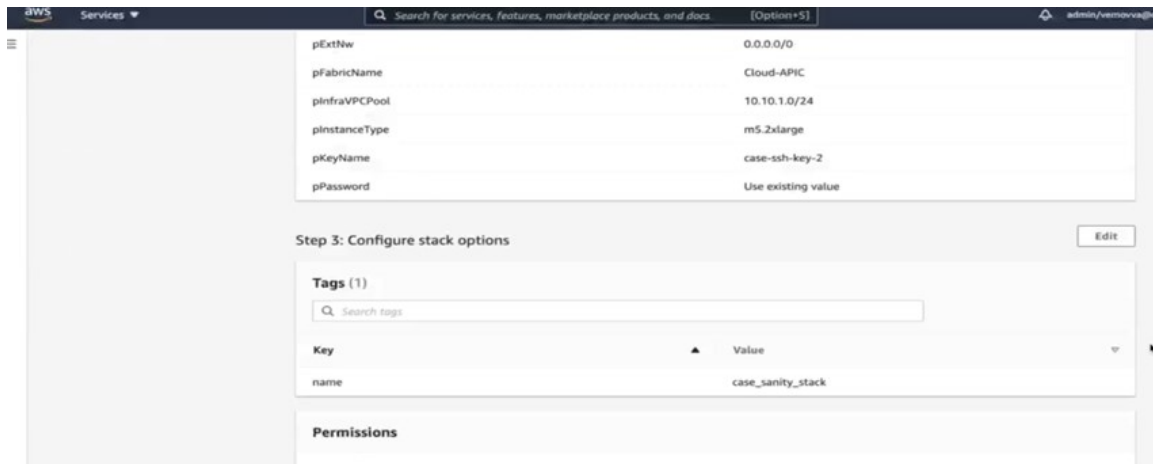 aws Services ▼ Search for services, features, marketplace products, and docs. [Option+S] admin/vemovva@
pExtNw 0.0.0.0/0
pFabricName Cloud-APIC
pInfraVPCPool 10.10.1.0/24
pInstanceType m5.2xlarge
pKeyName case-ssh-key-2
pPassword Use existing value
Step 3: Configure stack options Edit
Tags (1)
Search tags
Key Value
name case_sanity_stack
Permissions